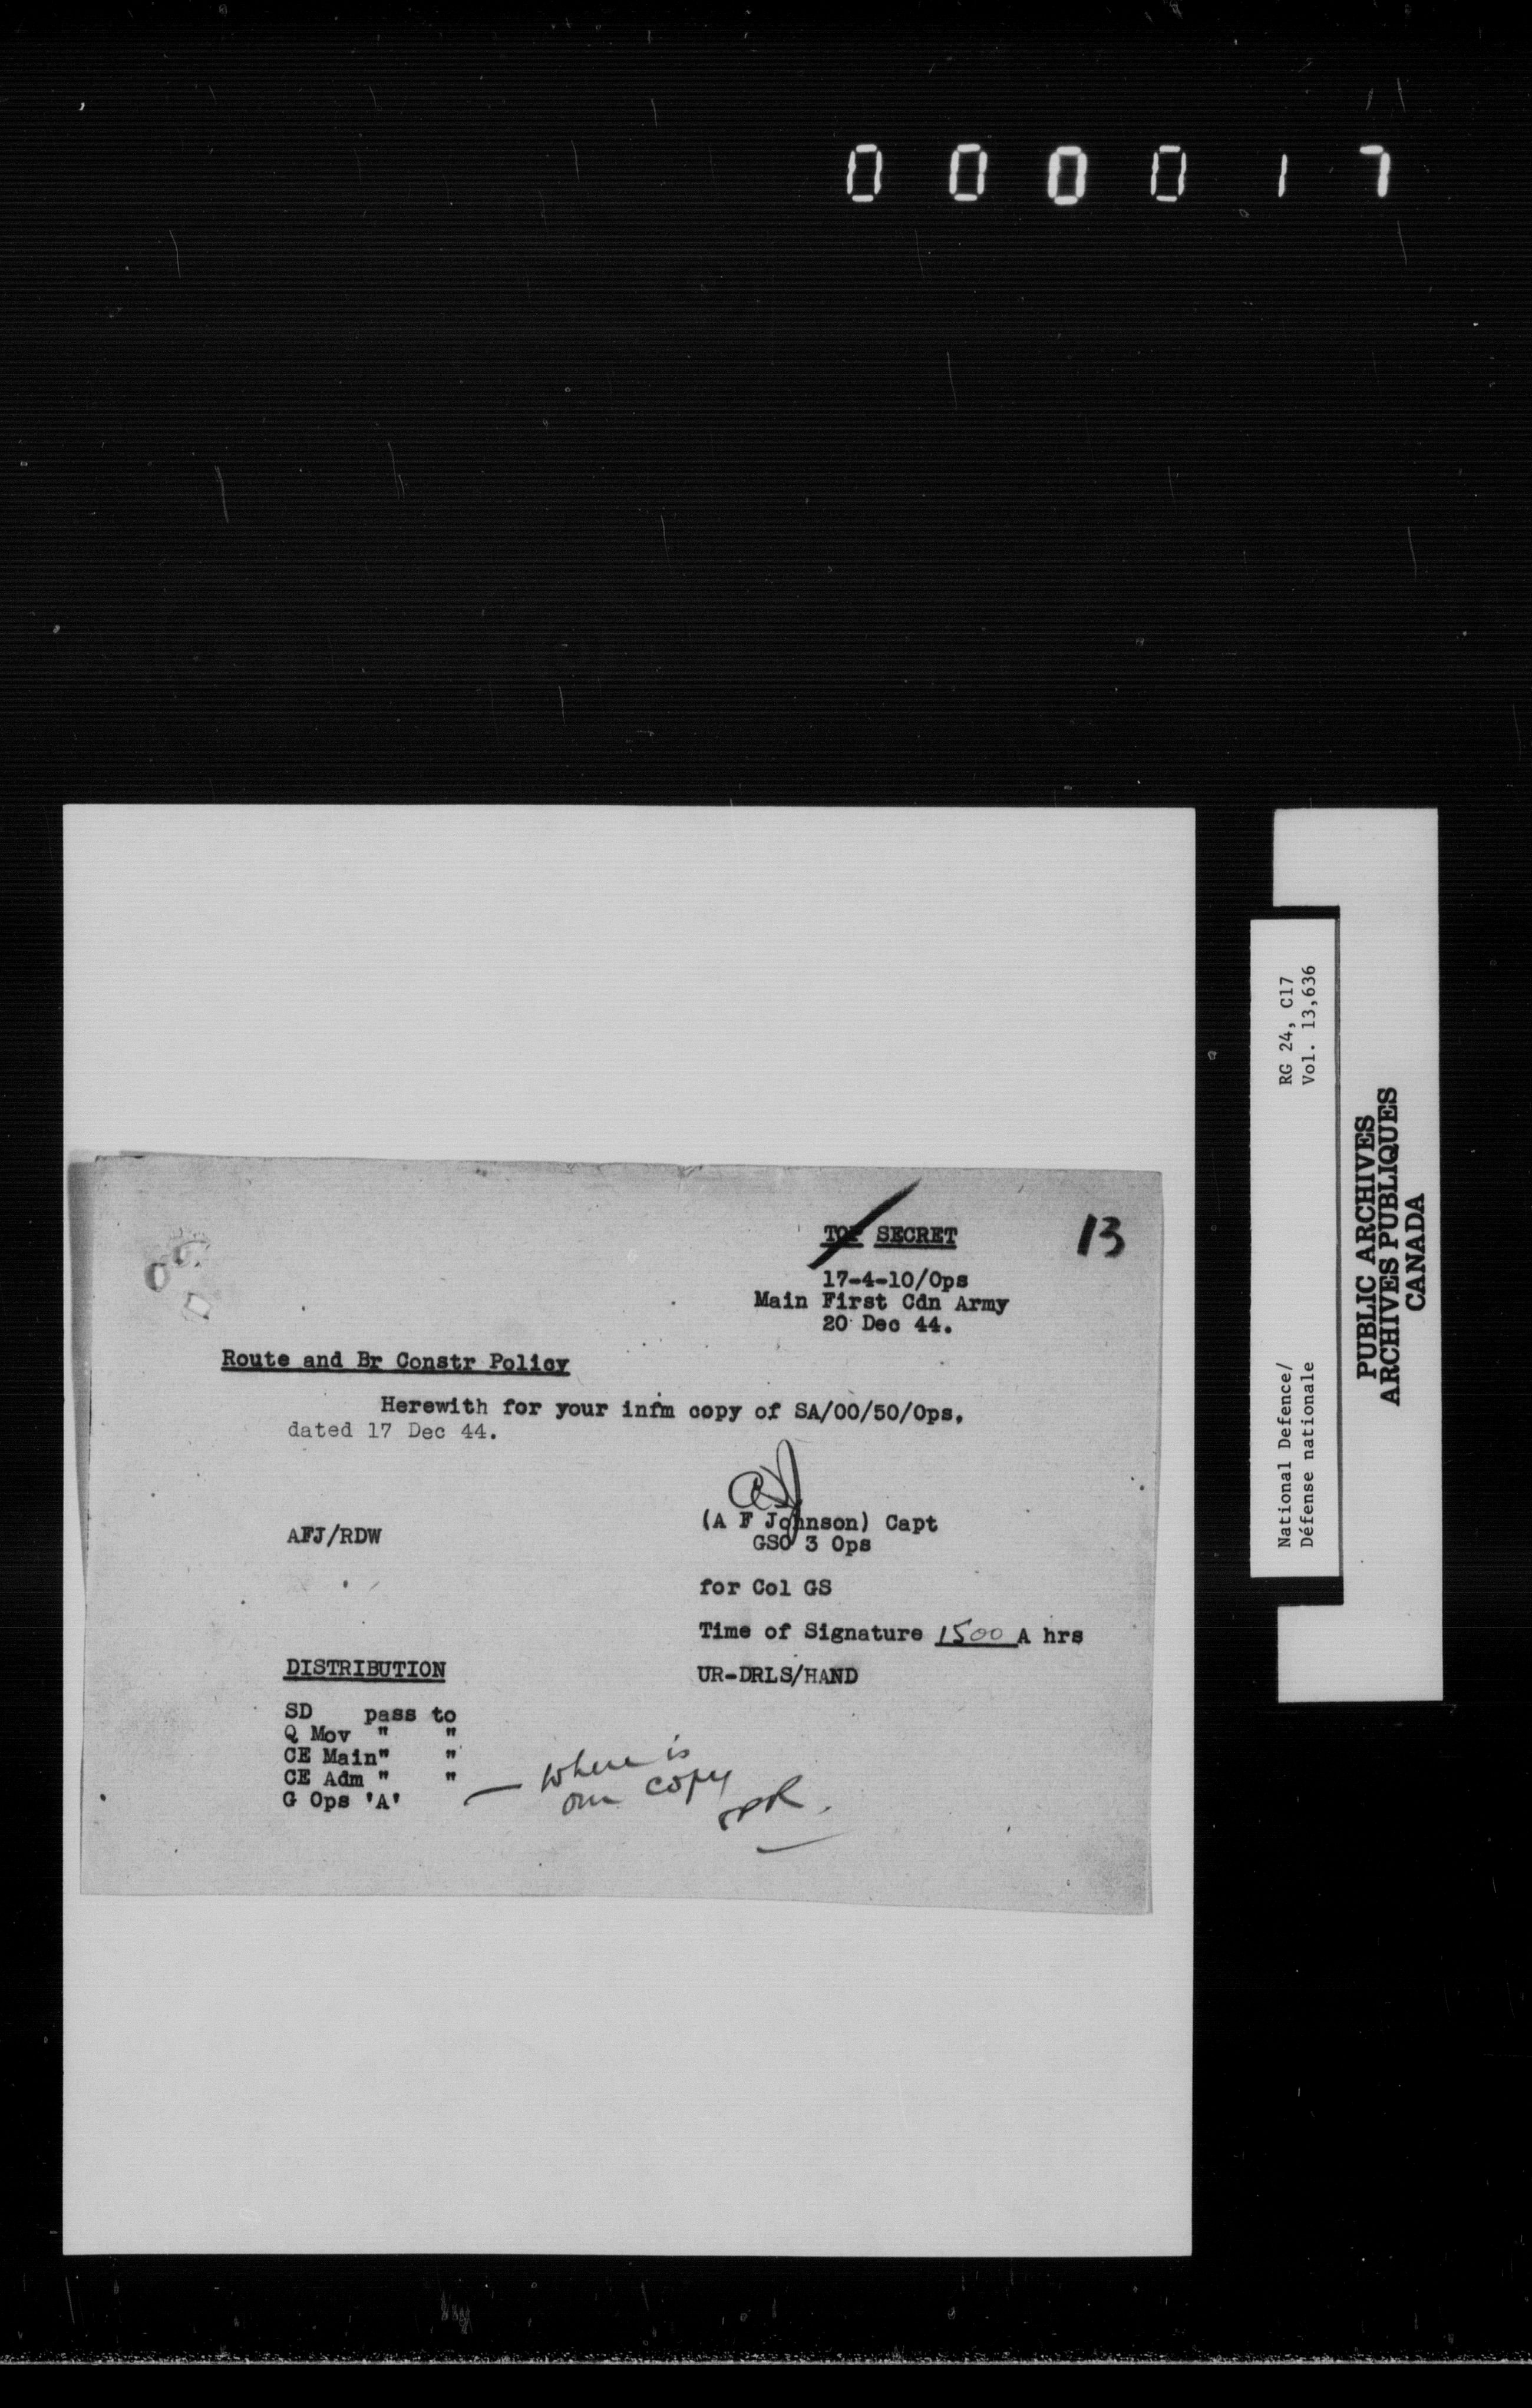 000017
TOP SECRET
13
17-4-10/Ops
Main First Cdn Army
20 Dec 44.
Route and Br Constr Policy
Herewith for your infm copy of SA/00/50/Ops.
dated 17 Dec 44.
AFJ/RDW
(A F Johnson) Capt
GSO 3 Ops
for Col GS
Time of Signature 1500 A hrs
UR-DRLS/HAND
DISTRIBUTION
SD pass to
Q Mov " "
CE Main" "
CE Adm " "
G Ops 'A'
— where is
our copy
National Defence/ RG 24, C17
Défense nationale Vol. 13,636
PUBLIC ARCHIVES
ARCHIVES PUBLIQUES
CANADA